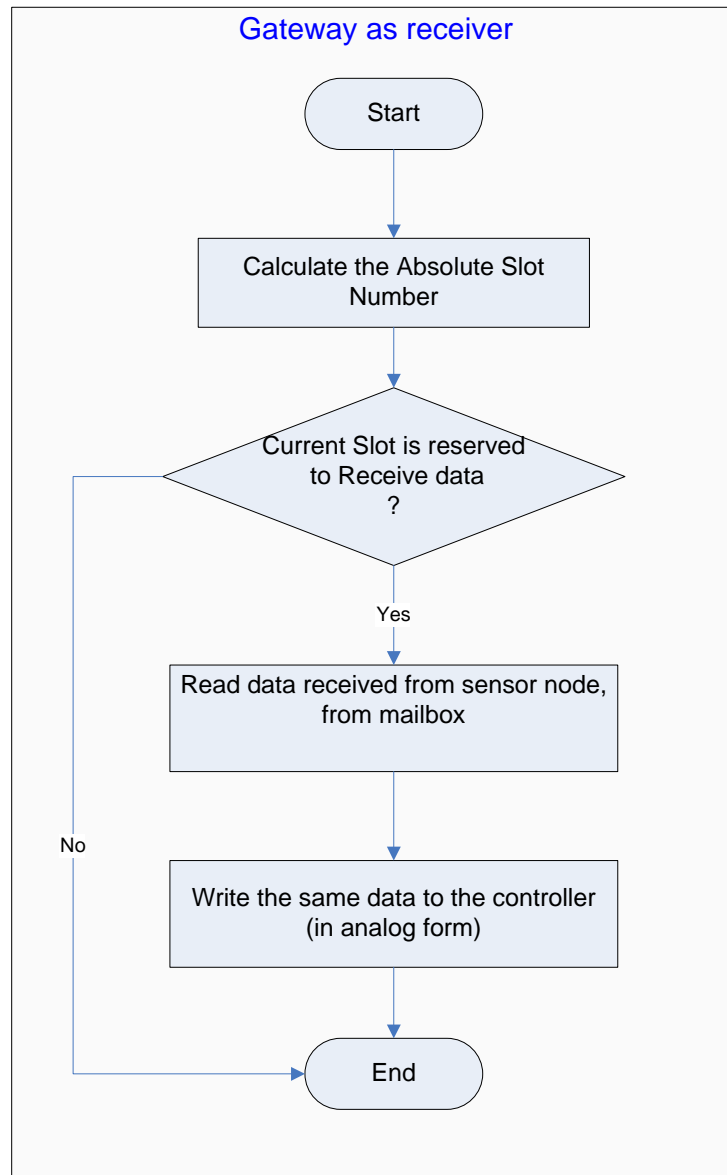 Gateway as receiver
Start
Calculate the Absolute Slot
Number
Current Slot is reserved
to Receive data
?
Yes
Read data received from sensor node,
from mailbox
No
Write the same data to the controller
(in analog form)
End